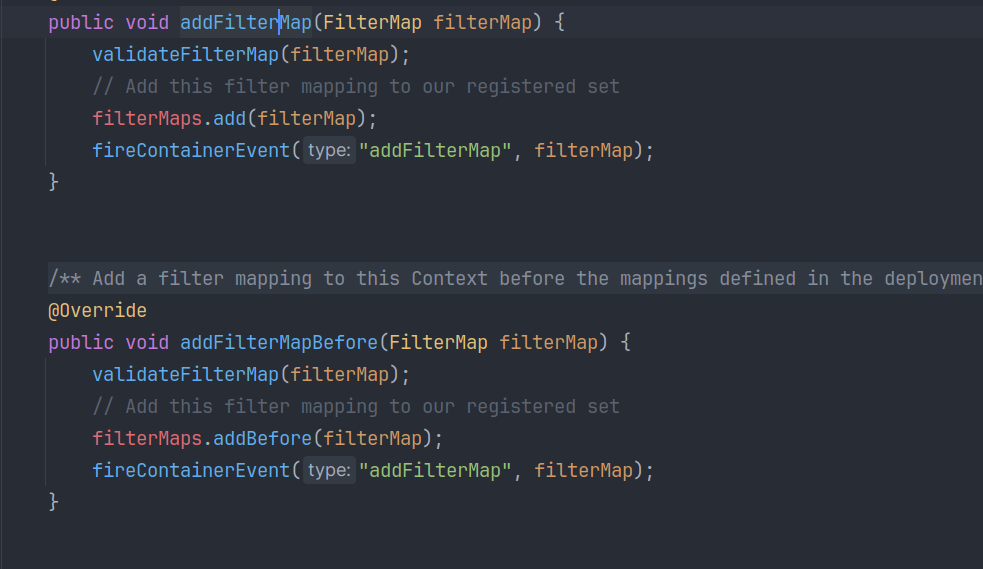 public void addFilterMap(FilterMap filterMap) {
validateFilterMap(filterMap);
// Add this filter mapping to our registered set
filterMaps.add(filterMap);
fireContainerEvent( type: "addFilterMap", filterMap);
}
/** Add a filter mapping to this Context before the mappings defined in the deploymen
@Override
public void addFilterMapBefore(FilterMap filterMap) {
validateFilterMap(filterMap);
// Add this filter mapping to our registered set
filterMaps.addBefore(filterMap);
fireContainerEvent( type: "addFilterMap", filterMap);
}